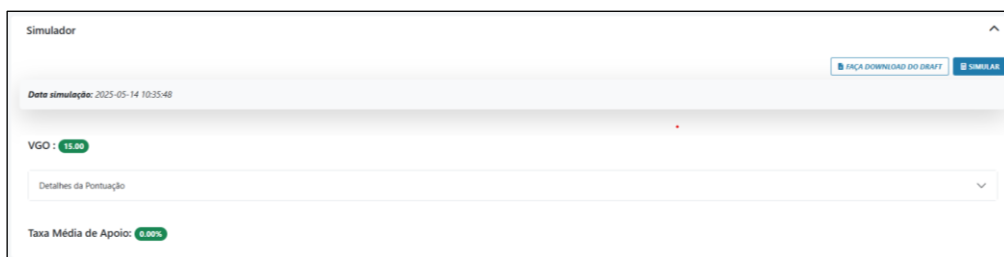 Simulador
FAÇA DOWNLOAD DO DRAFT SIMULAR
Data simulação: 2025-05-14 10:35:48
VGO : 15.00
Detalhes da Pontuação
Taxa Média de Apoio: 0.00%